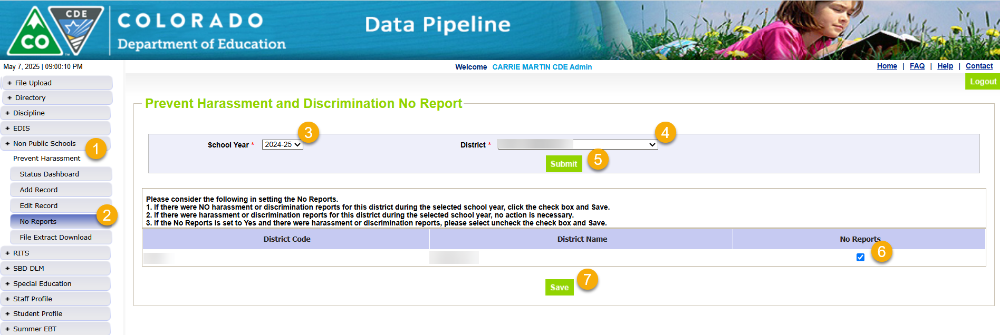 CDE
CO
COLORADO
Department of Education
Data Pipeline
May 7, 2025 | 09:00:10 PM
Welcome CARRIE MARTIN CDE Admin
Home | FAQ | Help | Contact
Logout
+ File Upload
+ Directory
+ Discipline
+ EDIS
+ Non Public Schools
1
Prevent Harassment
Status Dashboard
Add Record
Edit Record
No Reports
2
File Extract Download
+ RITS
+ SBD DLM
+ Special Education
+ Staff Profile
+ Student Profile
+ Summer EBT
Prevent Harassment and Discrimination No Report
School Year * 2024-25
3
District *
4
Submit
5
Please consider the following in setting the No Reports.
1. If there were NO harassment or discrimination reports for this district during the selected school year, click the check box and Save.
2. If there were harassment or discrimination reports for this district during the selected school year, no action is necessary.
3. If the No Reports is set to Yes and there were harassment or discrimination reports, please select uncheck the check box and Save.
District Code District Name No Reports
6
Save
7